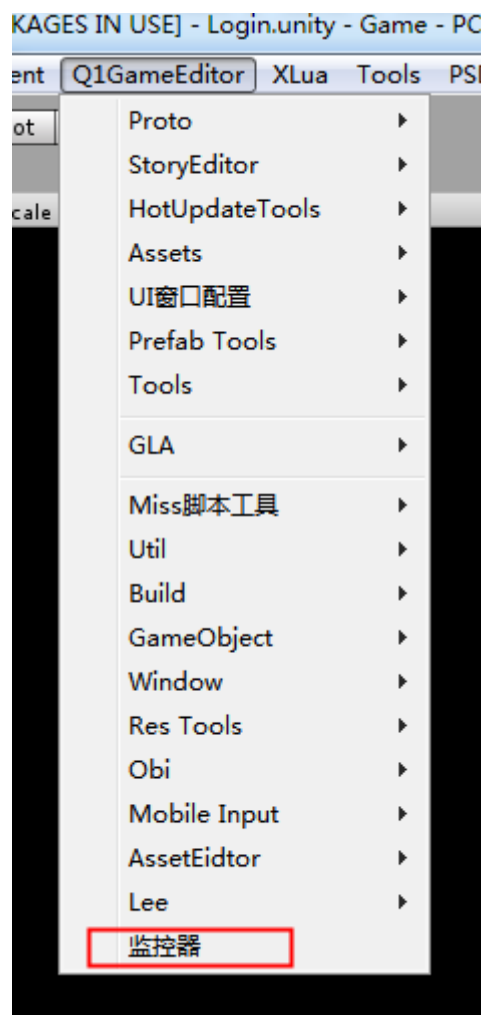 KAGES IN USE] - Login.unity - Game - PC
ent Q1GameEditor XLua Tools PSI
ot
Proto
StoryEditor
cale HotUpdateTools
Assets
UI窗口配置
Prefab Tools
Tools
GLA
Miss脚本工具
Util
Build
GameObject
Window
Res Tools
Obi
Mobile Input
AssetEidtor
Lee
监控器